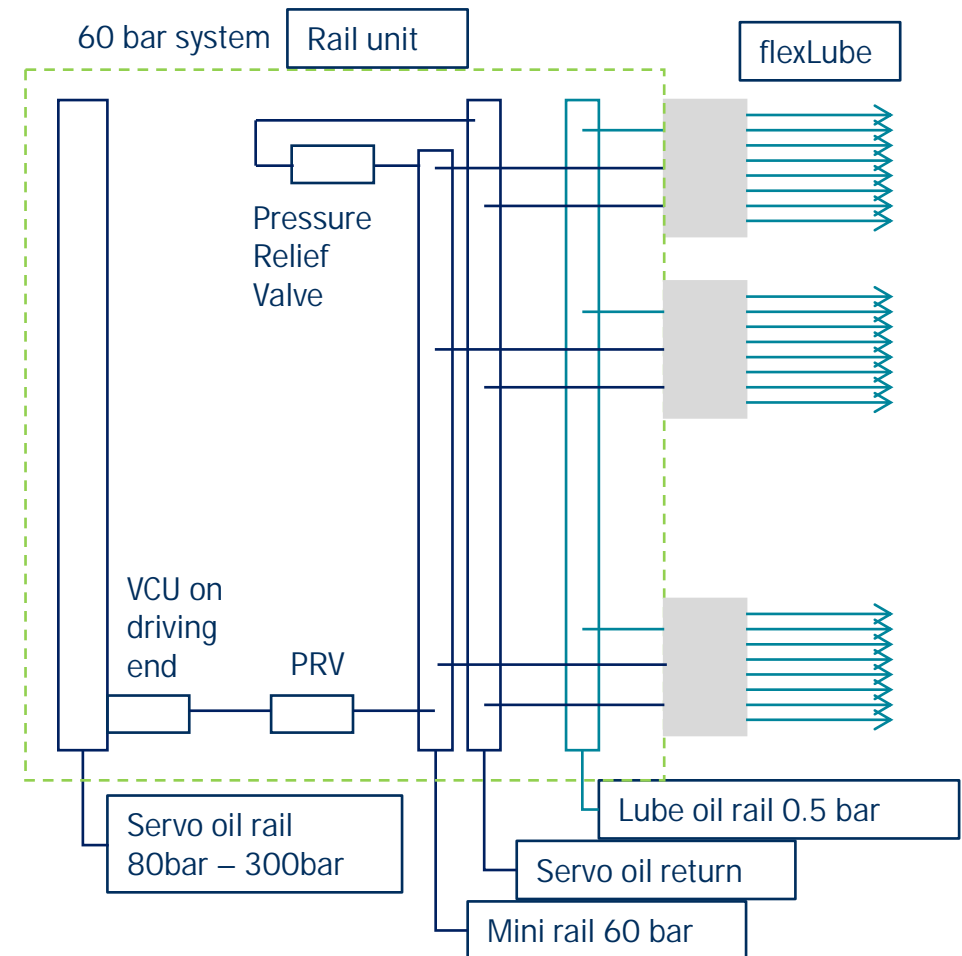 60 bar system
Rail unit
flexLube
Pressure
Relief
Valve
VCU on
driving
end
PRV
Servo oil rail
80bar – 300bar
Lube oil rail 0.5 bar
Servo oil return
Mini rail 60 bar